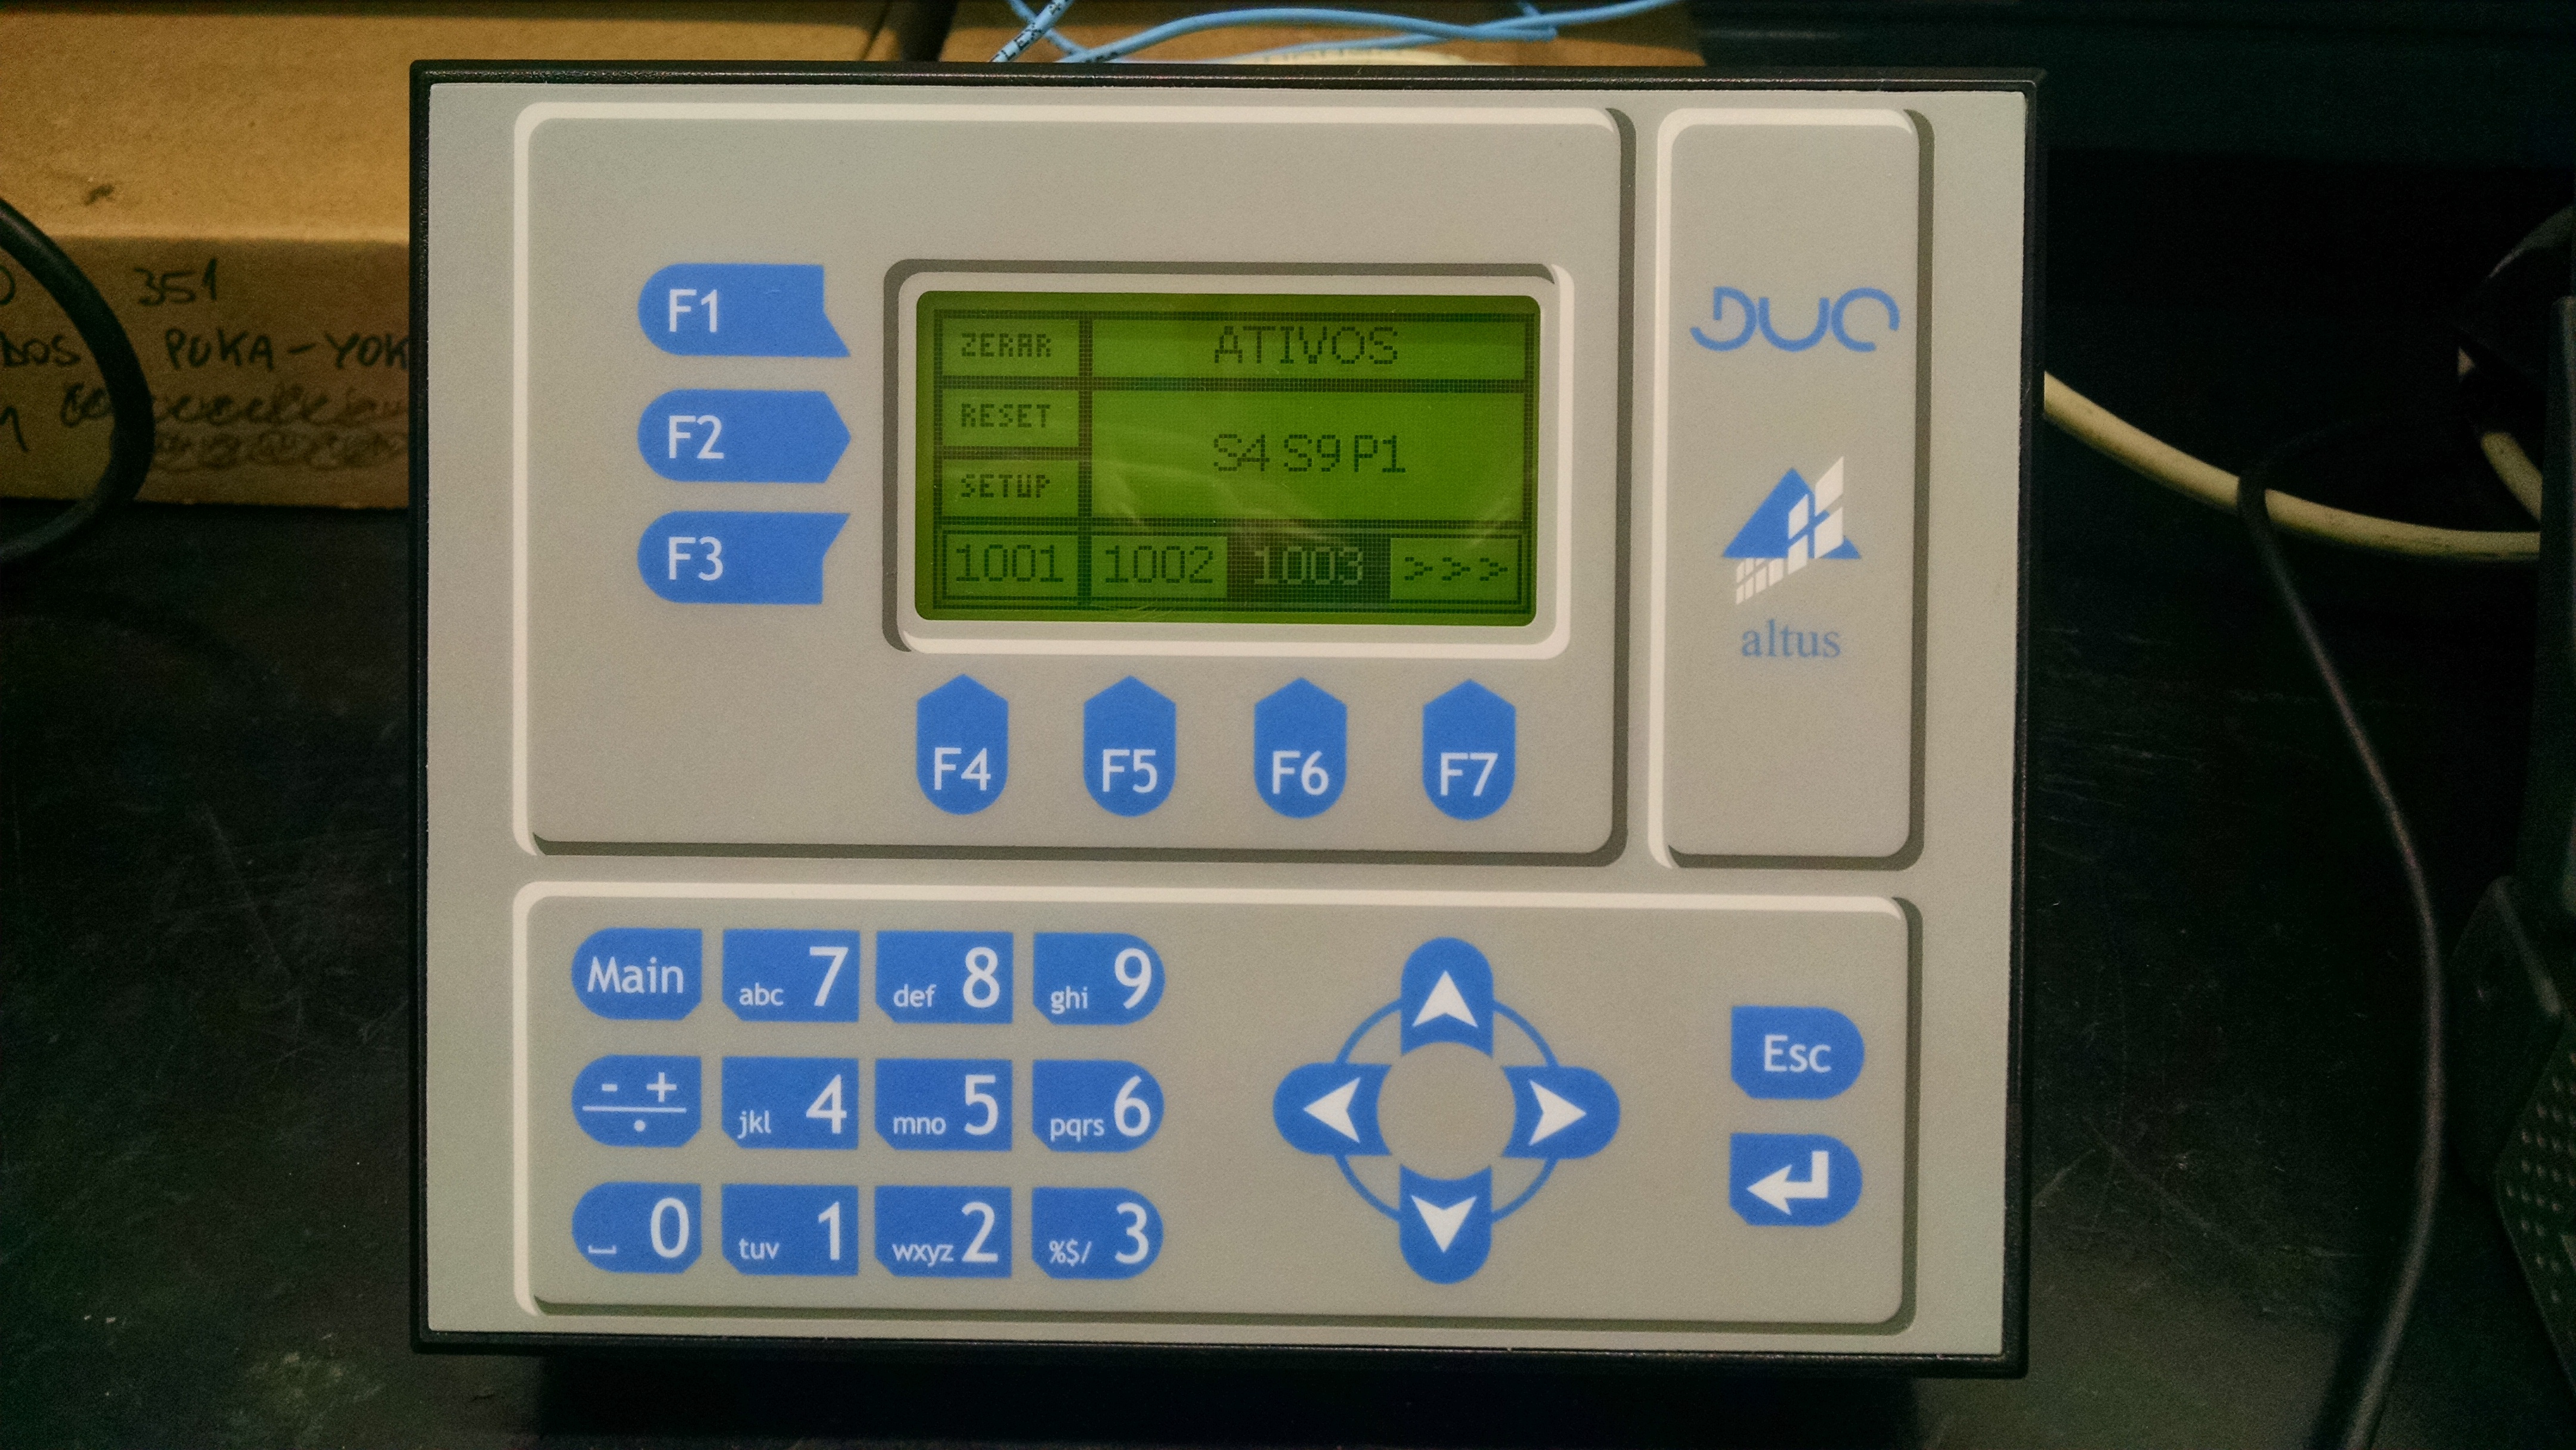 FLEX
351
POKA-YOK
F1
F2
F3
ZERAR
ATIVOS
RESET
S4 S9 P1
SETUP
1001 1002 1003 >>>
F4 F5 F6 F7
DUO
altus
Main abc 7 def 8 ghi 9
- + . jkl 4 mno 5 pqrs 6
0 tuv 1 wxyz 2 %$/ 3
Esc